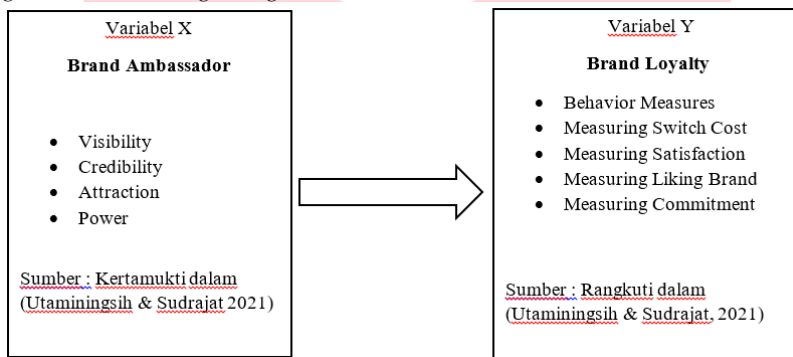 Variabel X
Brand Ambassador
• Visibility
• Credibility
• Attraction
• Power
Sumber : Kertamukti dalam
(Utaminingsih & Sudrajat 2021)
Variabel Y
Brand Loyalty
• Behavior Measures
• Measuring Switch Cost
• Measuring Satisfaction
• Measuring Liking Brand
• Measuring Commitment
Sumber : Rangkuti dalam
(Utaminingsih & Sudrajat, 2021)